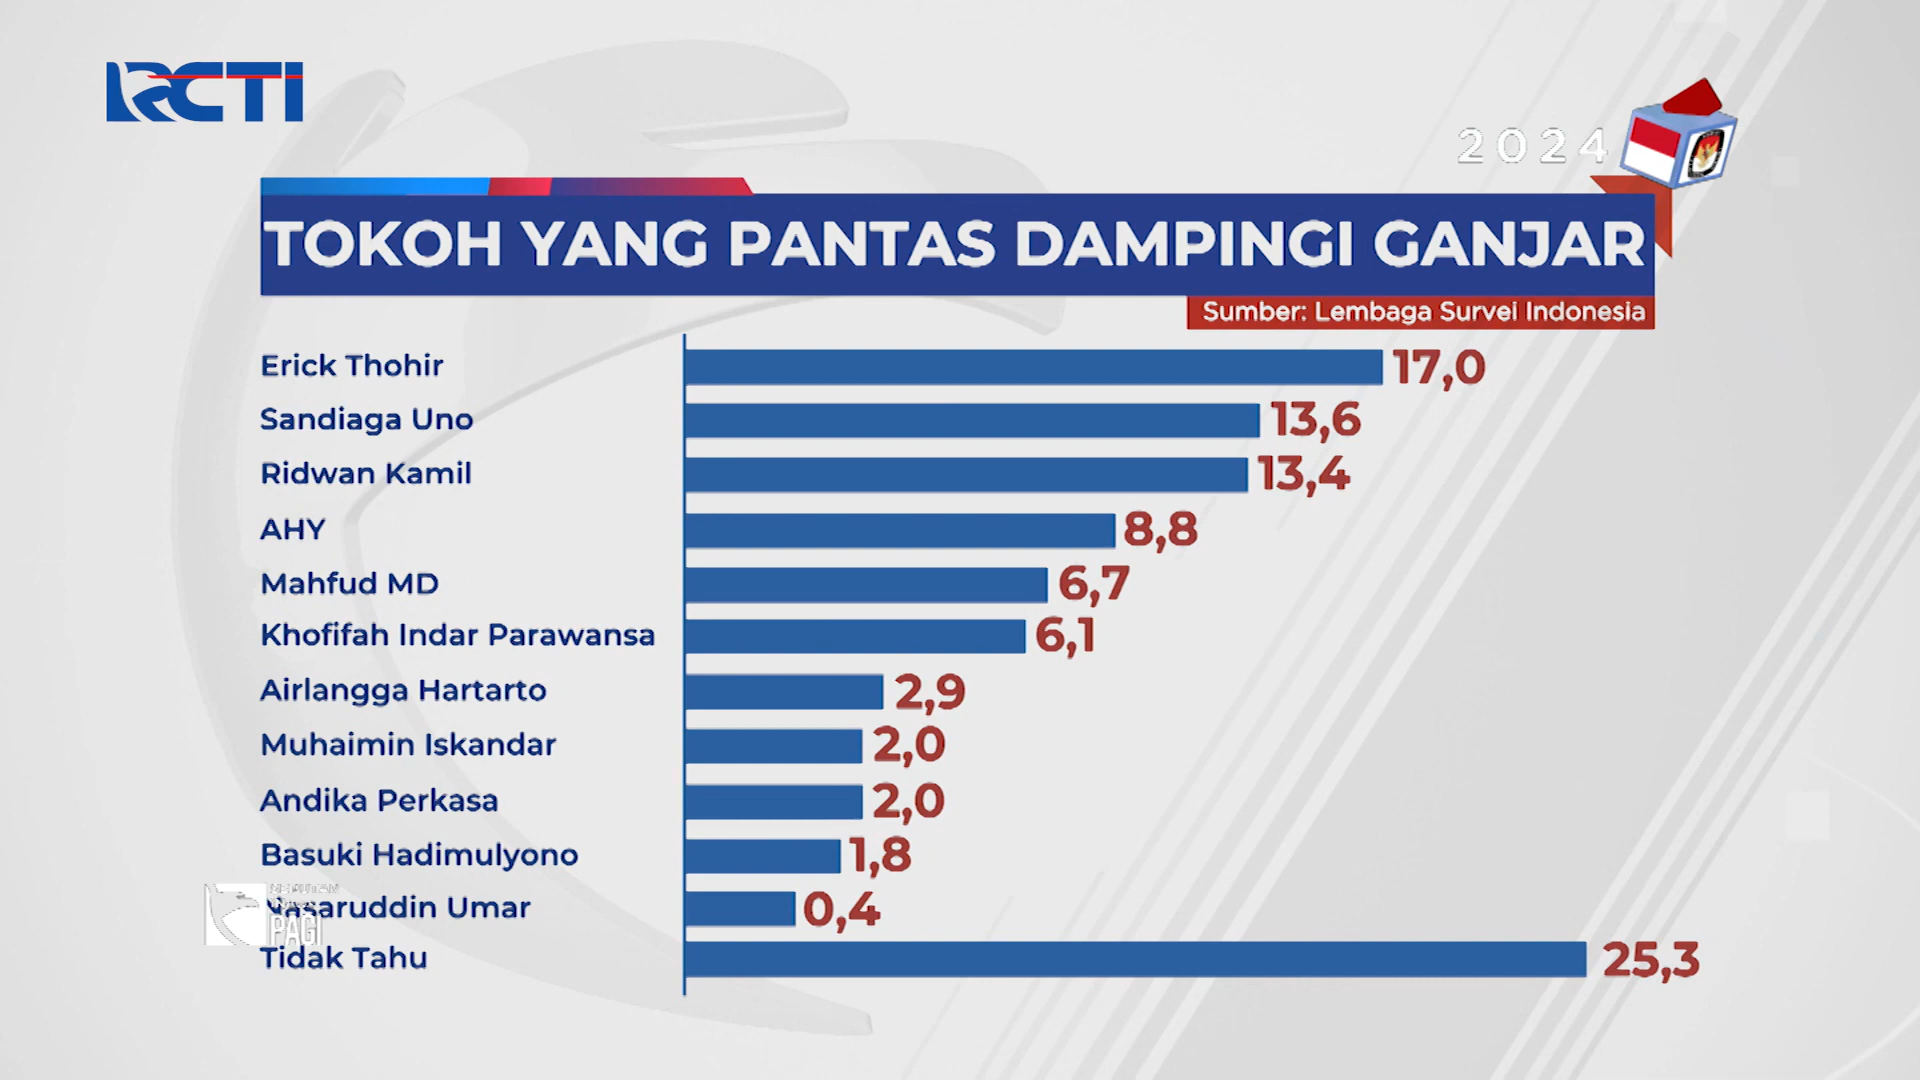 RCTI
2024
TOKOH YANG PANTAS DAMPINGI GANJAR
Sumber: Lembaga Survei Indonesia
Erick Thohir 17,0
Sandiaga Uno 13,6
Ridwan Kamil 13,4
AHY 8,8
Mahfud MD 6,7
Khofifah Indar Parawansa 6,1
Airlangga Hartarto 2,9
Muhaimin Iskandar 2,0
Andika Perkasa 2,0
Basuki Hadimulyono 1,8
Nasaruddin Umar 0,4
PAGI
Tidak Tahu 25,3